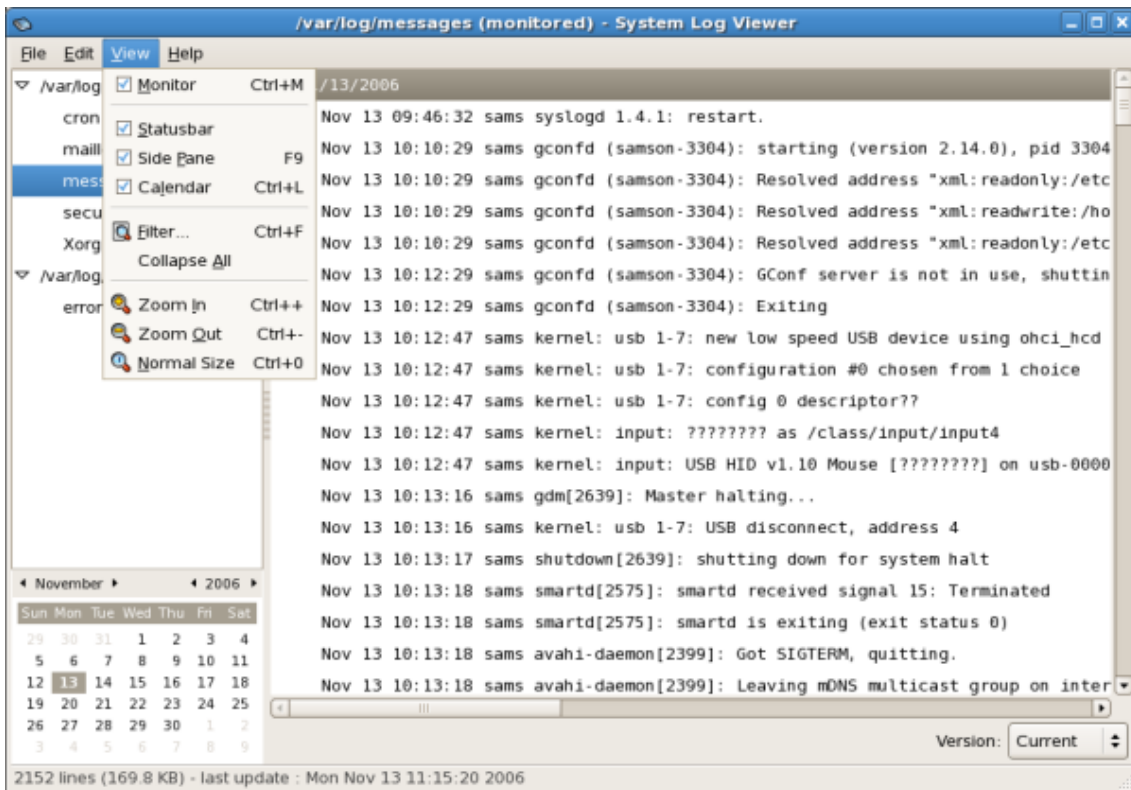 /var/log/messages (monitored) - System Log Viewer
File Edit View Help
/var/log
cron
maill
mess
secu
Xorg
/var/log
error
Monitor Ctrl+M
Statusbar
Side Pane F9
Calendar Ctrl+L
Filter... Ctrl+F
Collapse All
Zoom In Ctrl++
Zoom Out Ctrl+-
Normal Size Ctrl+0
/13/2006
Nov 13 09:46:32 sams syslogd 1.4.1: restart.
Nov 13 10:10:29 sams gconfd (samson-3304): starting (version 2.14.0), pid 3304
Nov 13 10:10:29 sams gconfd (samson-3304): Resolved address "xml:readonly:/etc
Nov 13 10:10:29 sams gconfd (samson-3304): Resolved address "xml:readwrite:/ho
Nov 13 10:10:29 sams gconfd (samson-3304): Resolved address "xml:readonly:/etc
Nov 13 10:12:29 sams gconfd (samson-3304): GConf server is not in use, shuttin
Nov 13 10:12:29 sams gconfd (samson-3304): Exiting
Nov 13 10:12:47 sams kernel: usb 1-7: new low speed USB device using ohci_hcd
Nov 13 10:12:47 sams kernel: usb 1-7: configuration #0 chosen from 1 choice
Nov 13 10:12:47 sams kernel: usb 1-7: config 0 descriptor??
Nov 13 10:12:47 sams kernel: input: ???????? as /class/input/input4
Nov 13 10:12:47 sams kernel: input: USB HID v1.10 Mouse [????????] on usb-0000
Nov 13 10:13:16 sams gdm[2639]: Master halting...
Nov 13 10:13:16 sams kernel: usb 1-7: USB disconnect, address 4
Nov 13 10:13:17 sams shutdown[2639]: shutting down for system halt
Nov 13 10:13:18 sams smartd[2575]: smartd received signal 15: Terminated
Nov 13 10:13:18 sams smartd[2575]: smartd is exiting (exit status 0)
Nov 13 10:13:18 sams avahi-daemon[2399]: Got SIGTERM, quitting.
Nov 13 10:13:18 sams avahi-daemon[2399]: Leaving mDNS multicast group on inter
November 2006
Sun Mon Tue Wed Thu Fri Sat
29 30 31 1 2 3 4
5 6 7 8 9 10 11
12 13 14 15 16 17 18
19 20 21 22 23 24 25
26 27 28 29 30 1 2
3 4 5 6 7 8 9
Version: Current
2152 lines (169.8 KB) - last update : Mon Nov 13 11:15:20 2006